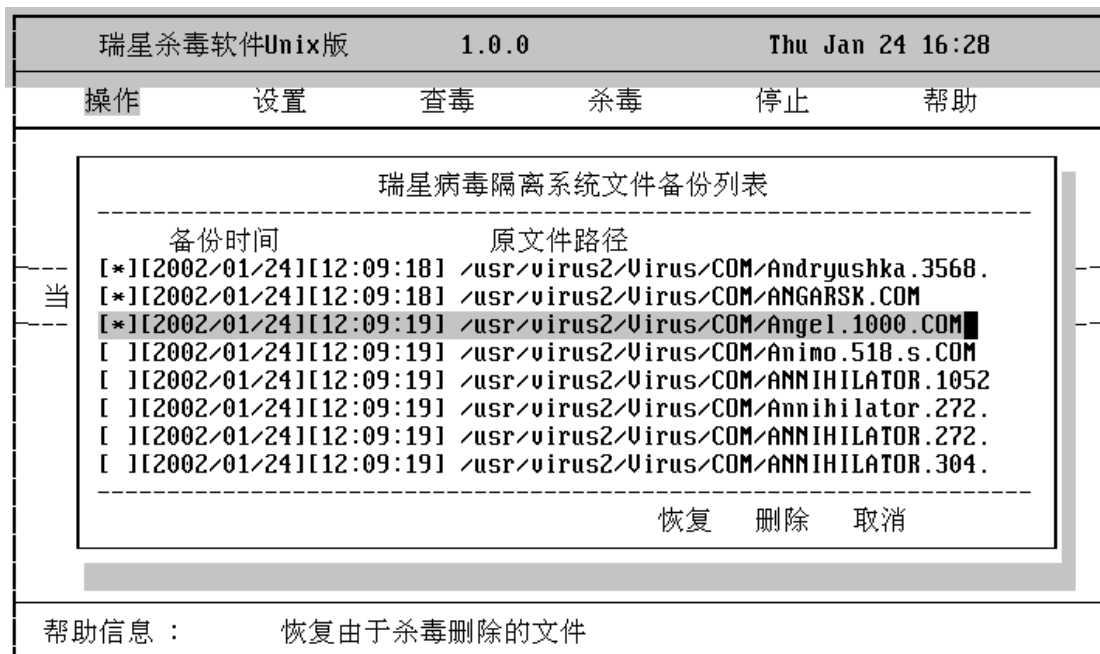 瑞星杀毒软件Unix版 1.0.0 Thu Jan 24 16:28
操作 设置 查毒 杀毒 停止 帮助
瑞星病毒隔离系统文件备份列表
备份时间 原文件路径
[*][2002/01/24][12:09:18] /usr/virus2/Virus/COM/Andryushka.3568.
当
[*][2002/01/24][12:09:18] /usr/virus2/Virus/COM/ANGARSK.COM
[*][2002/01/24][12:09:19] /usr/virus2/Virus/COM/Angel.1000.COM
[ ][2002/01/24][12:09:19] /usr/virus2/Virus/COM/Animo.518.s.COM
[ ][2002/01/24][12:09:19] /usr/virus2/Virus/COM/ANNIHILATOR.1052
[ ][2002/01/24][12:09:19] /usr/virus2/Virus/COM/Annihilator.272.
[ ][2002/01/24][12:09:19] /usr/virus2/Virus/COM/ANNIHILATOR.272.
[ ][2002/01/24][12:09:19] /usr/virus2/Virus/COM/ANNIHILATOR.304.
恢复 删除 取消
帮助信息 : 恢复由于杀毒删除的文件